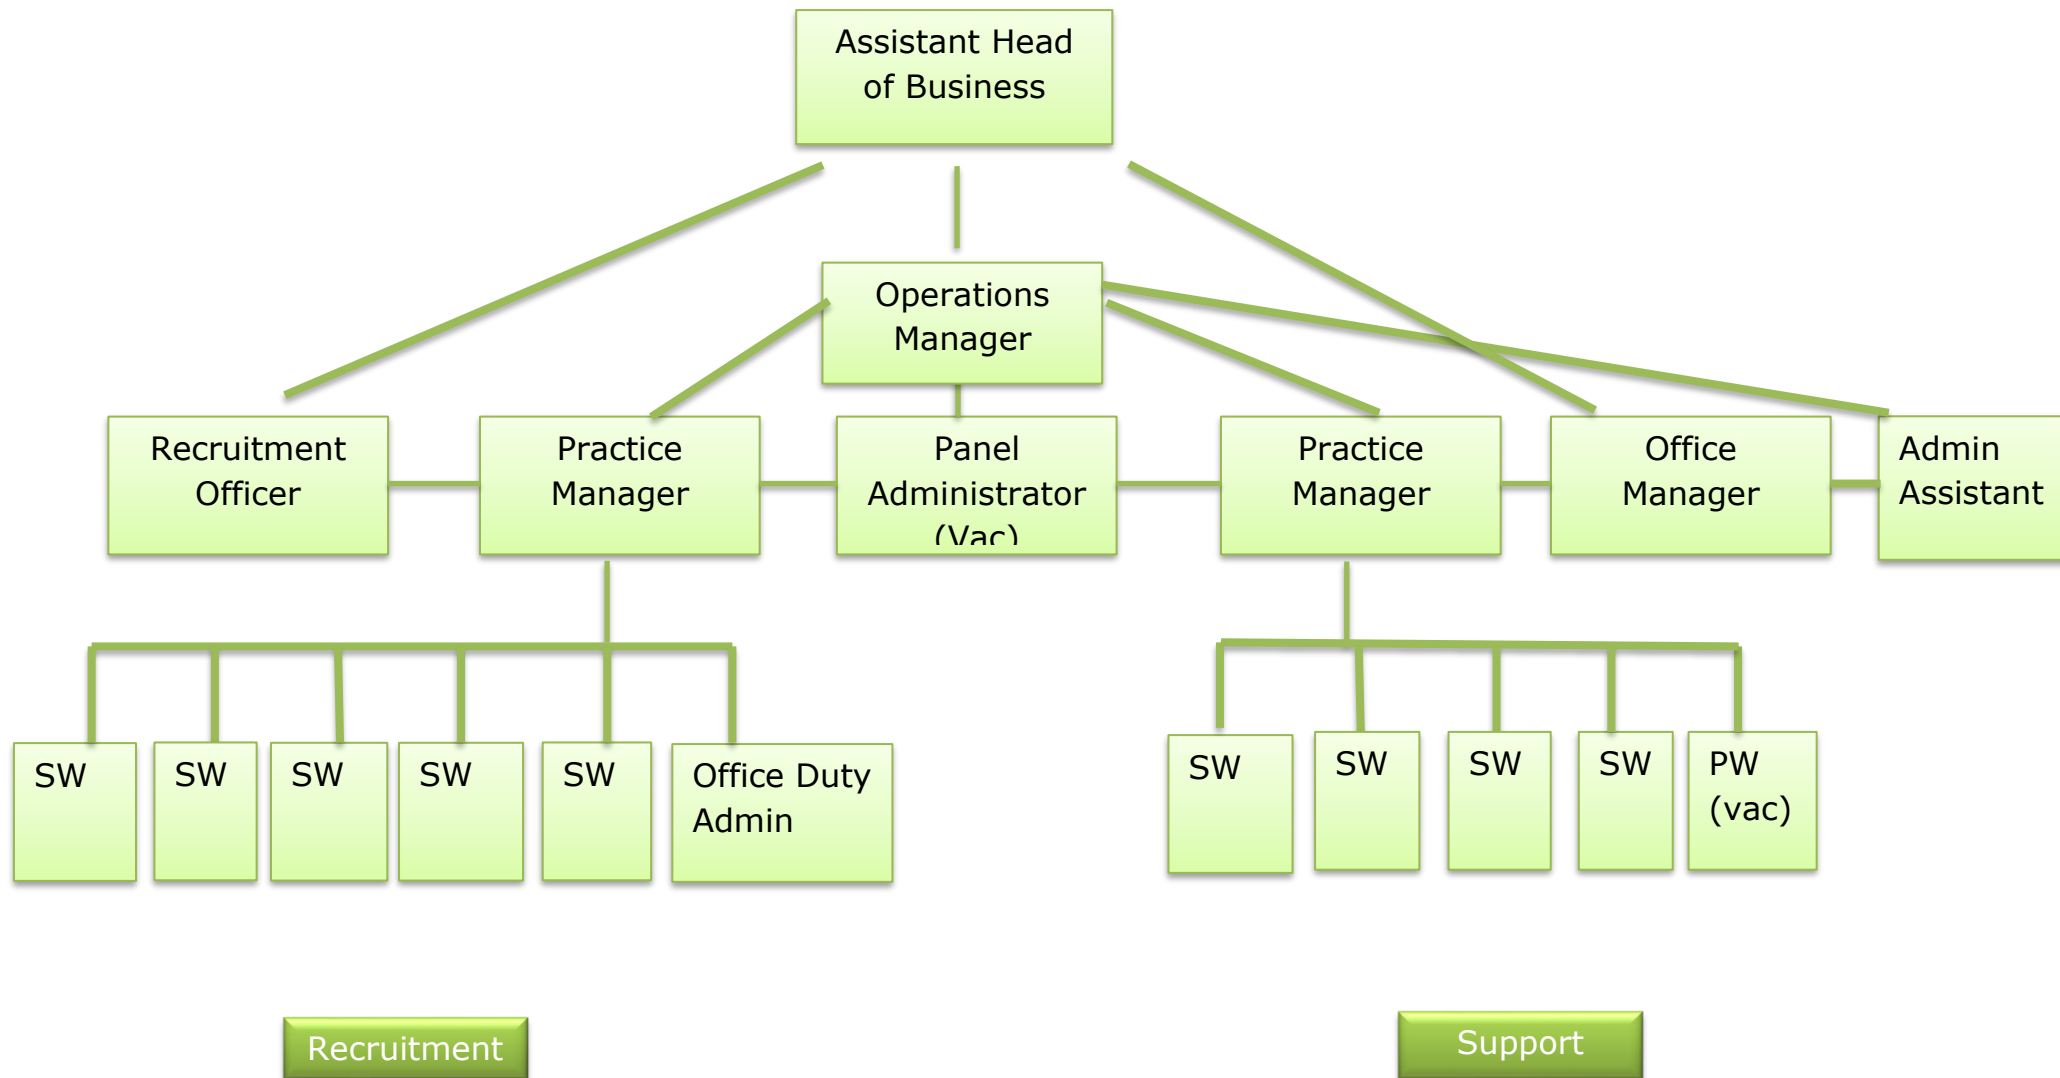 Assistant Head
of Business
Operations
Manager
Recruitment
Officer
Practice
Manager
Panel
Administrator
(Vac)
Practice
Manager
Office
Manager
Admin
Assistant
SW
SW
SW
SW
SW
Office Duty
Admin
SW
SW
SW
SW
PW
(vac)
Recruitment
Support